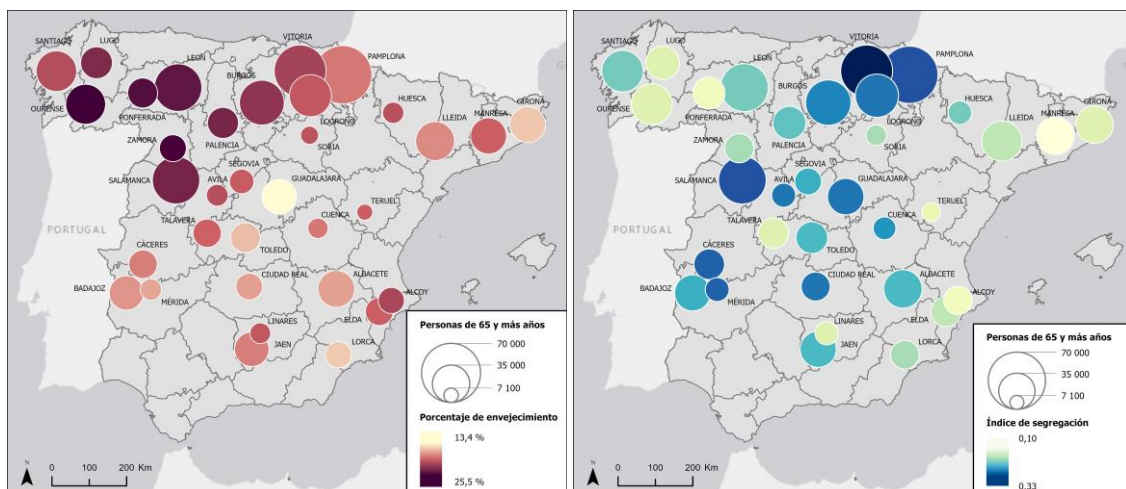 SANTIAGO
LUGO
LEON
VITORIA
PAMPLONA
BURGOS
OURENSE
PONFERRADA
PALENCIA
LOGROÑO
HUESCA
GIRONA
LLEIDA
MANRESA
ZAMORA
SORIA
SEGOVIA
SALAMANCA
AVILA
GUADALAJARA
TERUEL
PORTUGAL
TALAVERA
CUENCA
TOLEDO
CÁCERES
CIUDAD REAL
ALBACETE
BADAJOZ
MÉRIDA
ALCOY
ELDA
LINARES
JAEN
LORCA
Personas de 65 y más años
70 000
35 000
7 100
Porcentaje de envejecimiento
13,4 %
25,5 %
N
0 100 200 Km
SANTIAGO
LUGO
LEON
VITORIA
PAMPLONA
BURGOS
OURENSE
PONFERRADA
PALENCIA
LOGROÑO
HUESCA
GIRONA
LLEIDA
MANRESA
ZAMORA
SORIA
SEGOVIA
SALAMANCA
AVILA
GUADALAJARA
TERUEL
PORTUGAL
TALAVERA
CUENCA
TOLEDO
CÁCERES
CIUDAD REAL
ALBACETE
BADAJOZ
MÉRIDA
ALCOY
ELDA
LINARES
JAEN
LORCA
Personas de 65 y más años
70 000
35 000
7 100
Índice de segregación
0,10
0,33
N
0 100 200 Km